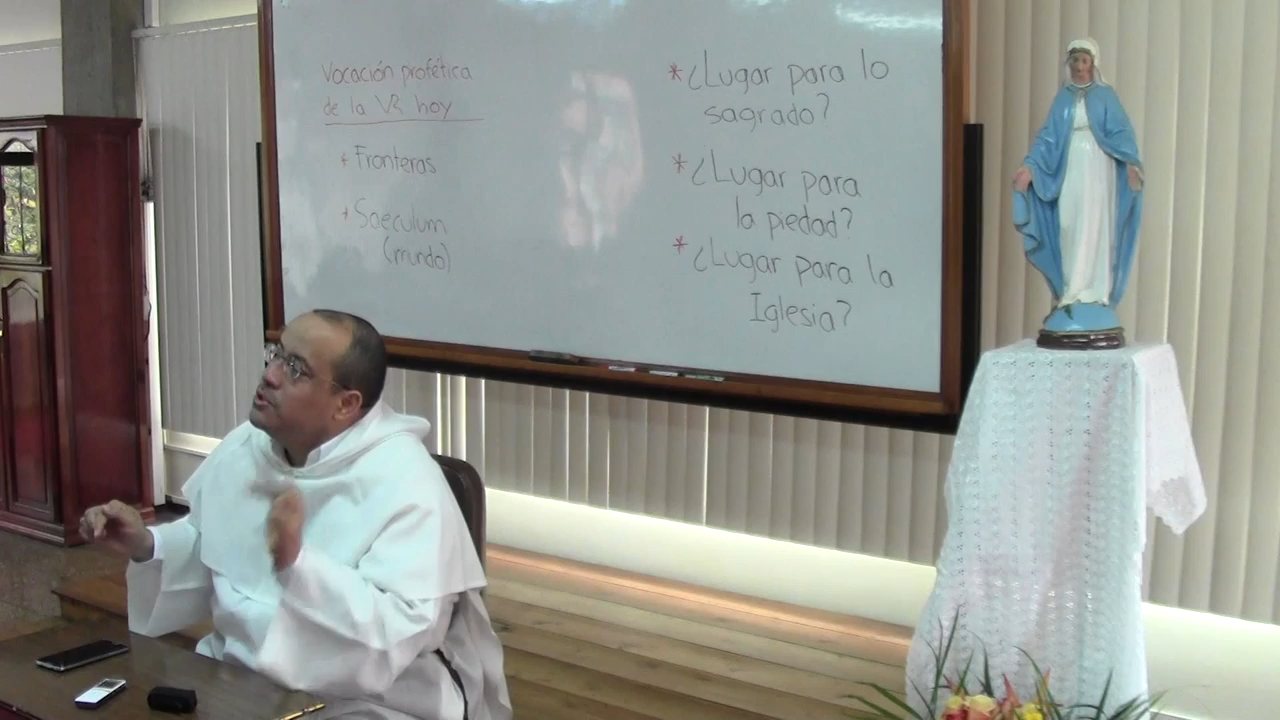 Vocación profética
de la VR hoy
* Fronteras
* Saeculum
(mundo)
* ¿Lugar para lo
sagrado?
* ¿Lugar para
la piedad?
* ¿Lugar para la
Iglesia?